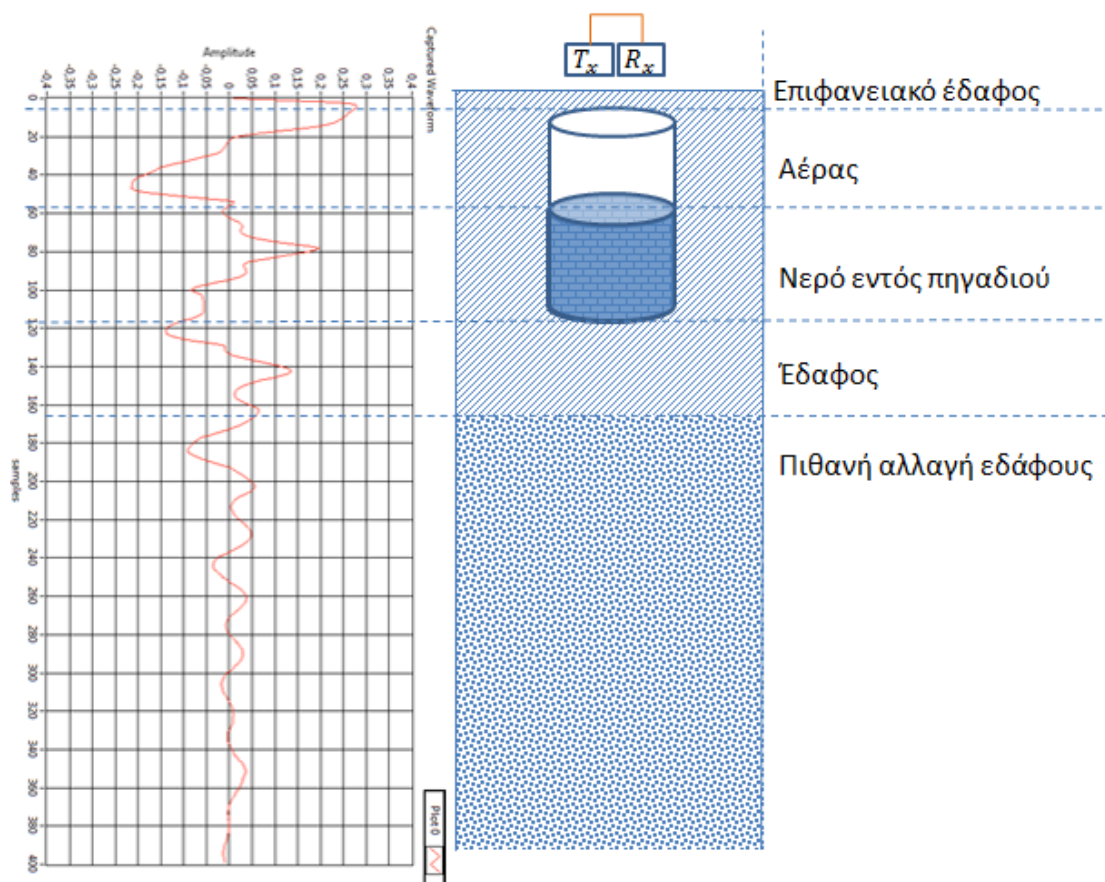 Captured Waveform
Amplitude
-0,4 -0,35 -0,3 -0,25 -0,2 -0,15 -0,1 -0,05 0 0,05 0,1 0,15 0,2 0,25 0,3 0,35 0,4
0
20
40
60
80
100
120
140
160
180
200
220
240
260
280
300
320
340
360
380
400
samples
Plot 0
Tx Rx
Επιφανειακό έδαφος
Αέρας
Νερό εντός πηγαδιού
Έδαφος
Πιθανή αλλαγή εδάφους